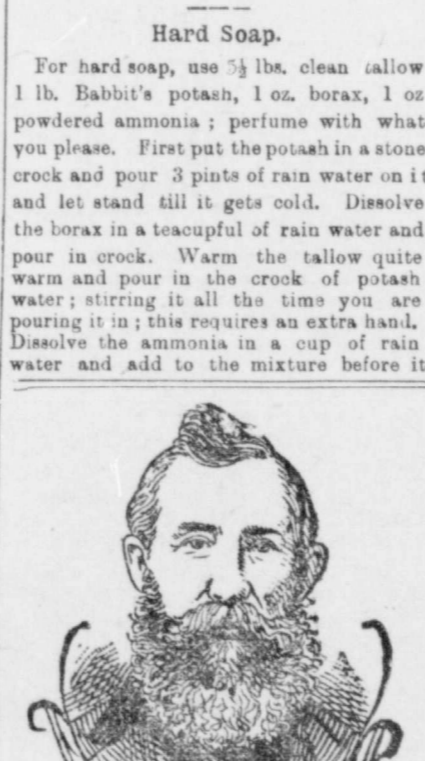 Hard Soap.
For hard soap, use 5½ lbs. clean tallow
1 lb. Babbit's potash, 1 oz. borax, 1 oz
powdered ammonia ; perfume with what
you please. First put the potash in a stone
crock and pour 3 pints of rain water on it
and let stand till it gets cold. Dissolve
the borax in a teacupful of rain water and
pour in crock. Warm the tallow quite
warm and pour in the crock of potash
water ; stirring it all the time you are
pouring it in ; this requires an extra hand.
Dissolve the ammonia in a cup of rain
water and add to the mixture before it